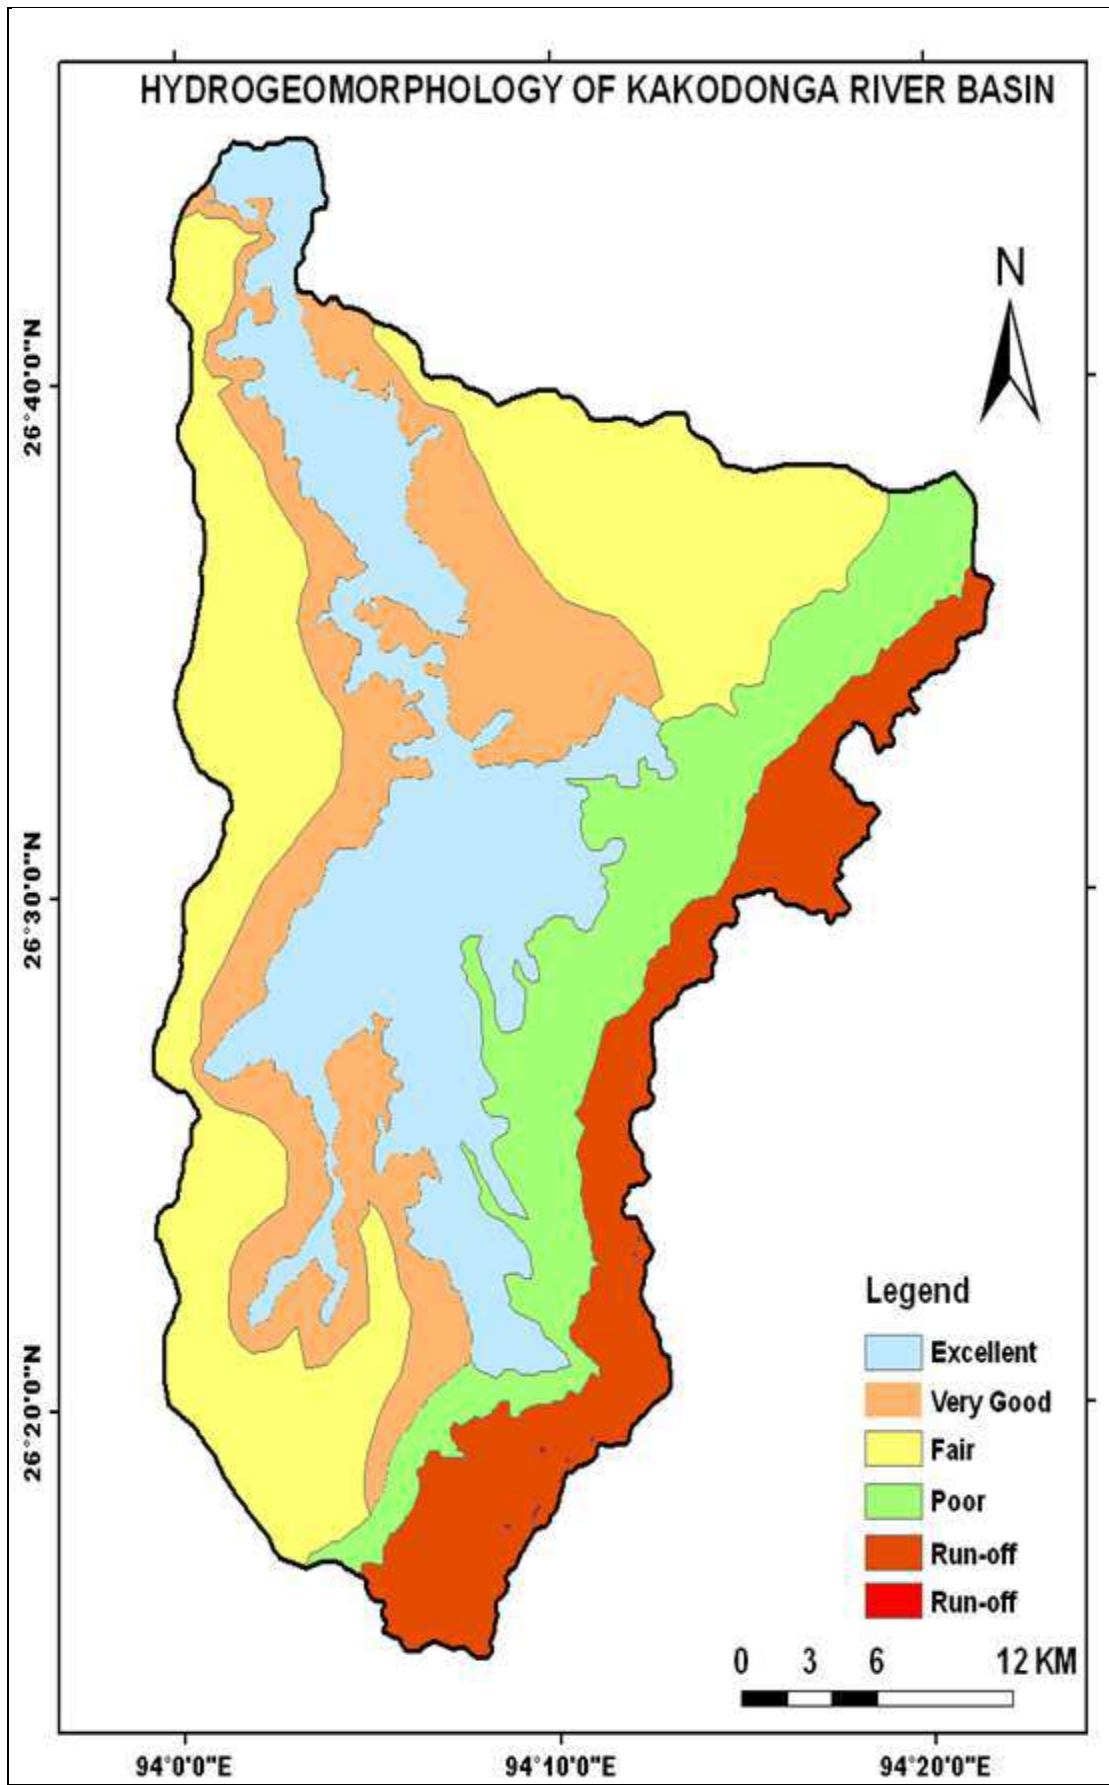 HYDROGEOMORPHOLOGY OF KAKODONGA RIVER BASIN
N
26°40'0"N
26°30'0"N
26°20'0"N
Legend
Excellent
Very Good
Fair
Poor
Run-off
Run-off
0 3 6 12 KM
94°0'0"E 94°10'0"E 94°20'0"E